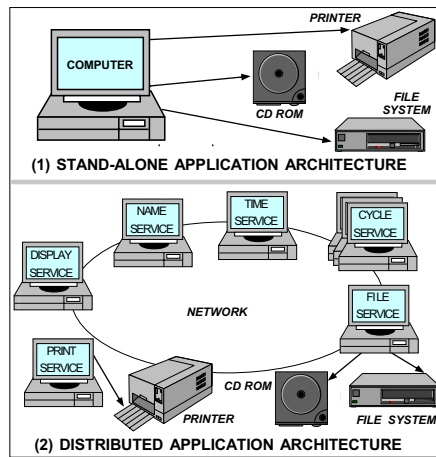 PRINTER
COMPUTER
CD ROM
FILE
SYSTEM
(1) STAND-ALONE APPLICATION ARCHITECTURE
NAME
SERVICE
TIME
SERVICE
CYCLE
SERVICE
DISPLAY
SERVICE
FILE
SERVICE
NETWORK
PRINT
SERVICE
CD ROM
PRINTER
FILE SYSTEM
(2) DISTRIBUTED APPLICATION ARCHITECTURE